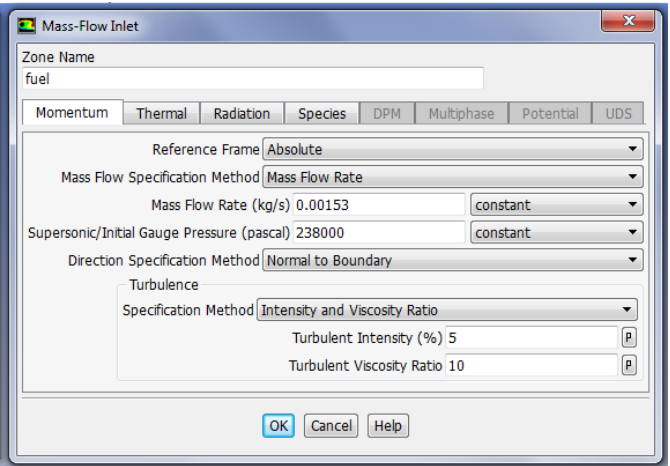 Mass-Flow Inlet
Zone Name
fuel
Momentum Thermal Radiation Species DPM Multiphase Potential UDS
Reference Frame Absolute
Mass Flow Specification Method Mass Flow Rate
Mass Flow Rate (kg/s) 0.00153 constant
Supersonic/Initial Gauge Pressure (pascal) 238000 constant
Direction Specification Method Normal to Boundary
Turbulence
Specification Method Intensity and Viscosity Ratio
Turbulent Intensity (%) 5 P
Turbulent Viscosity Ratio 10 P
OK Cancel Help